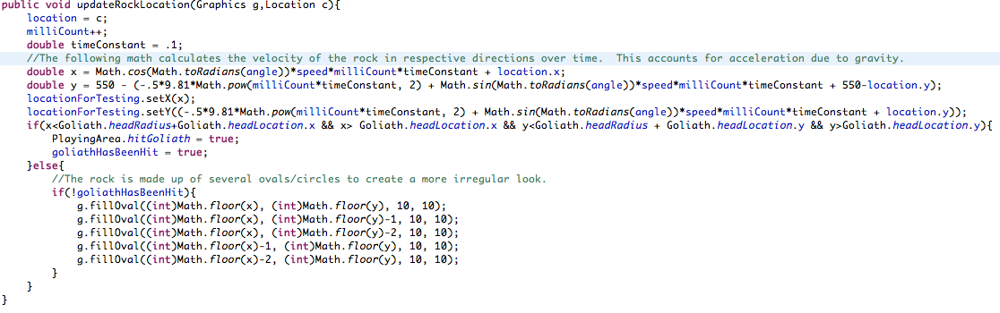 public void updateRockLocation(Graphics g,Location c){
location = c;
milliCount++;
double timeConstant = .1;
//The following math calculates the velocity of the rock in respective directions over time.  This accounts for acceleration due to gravity.
double x = Math.cos(Math.toRadians(angle))*speed*milliCount*timeConstant + location.x;
double y = 550 - (-.5*9.81*Math.pow(milliCount*timeConstant, 2) + Math.sin(Math.toRadians(angle))*speed*milliCount*timeConstant + 550-location.y);
locationForTesting.setX(x);
locationForTesting.setY((-.5*9.81*Math.pow(milliCount*timeConstant, 2) + Math.sin(Math.toRadians(angle))*speed*milliCount*timeConstant + location.y));
if(x<Goliath.headRadius+Goliath.headLocation.x && x> Goliath.headLocation.x && y<Goliath.headRadius + Goliath.headLocation.y && y>Goliath.headLocation.y){
PlayingArea.hitGoliath = true;
goliathHasBeenHit = true;
}else{
//The rock is made up of several ovals/circles to create a more irregular look.
if(!goliathHasBeenHit){
g.fillOval((int)Math.floor(x), (int)Math.floor(y), 10, 10);
g.fillOval((int)Math.floor(x), (int)Math.floor(y)-1, 10, 10);
g.fillOval((int)Math.floor(x), (int)Math.floor(y)-2, 10, 10);
g.fillOval((int)Math.floor(x)-1, (int)Math.floor(y), 10, 10);
g.fillOval((int)Math.floor(x)-2, (int)Math.floor(y), 10, 10);
}
}
}